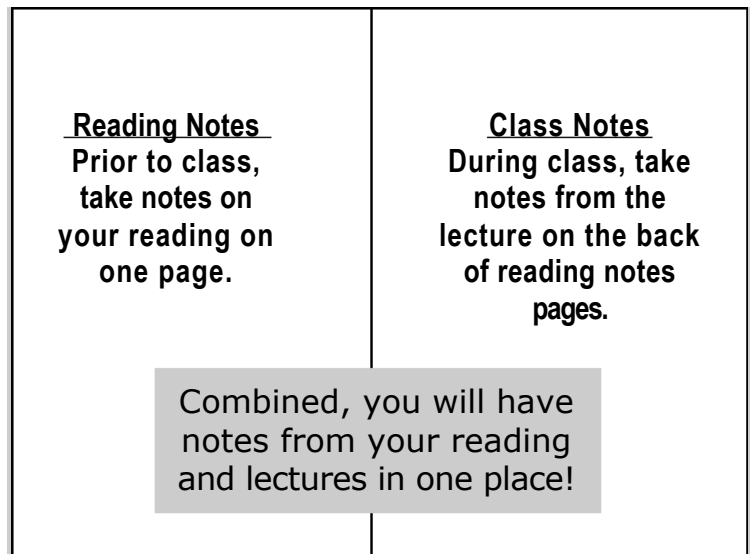 Reading Notes
Prior to class,
take notes on
your reading on
one page.
Class Notes
During class, take
notes from the
lecture on the back
of reading notes
pages.
Combined, you will have
notes from your reading
and lectures in one place!